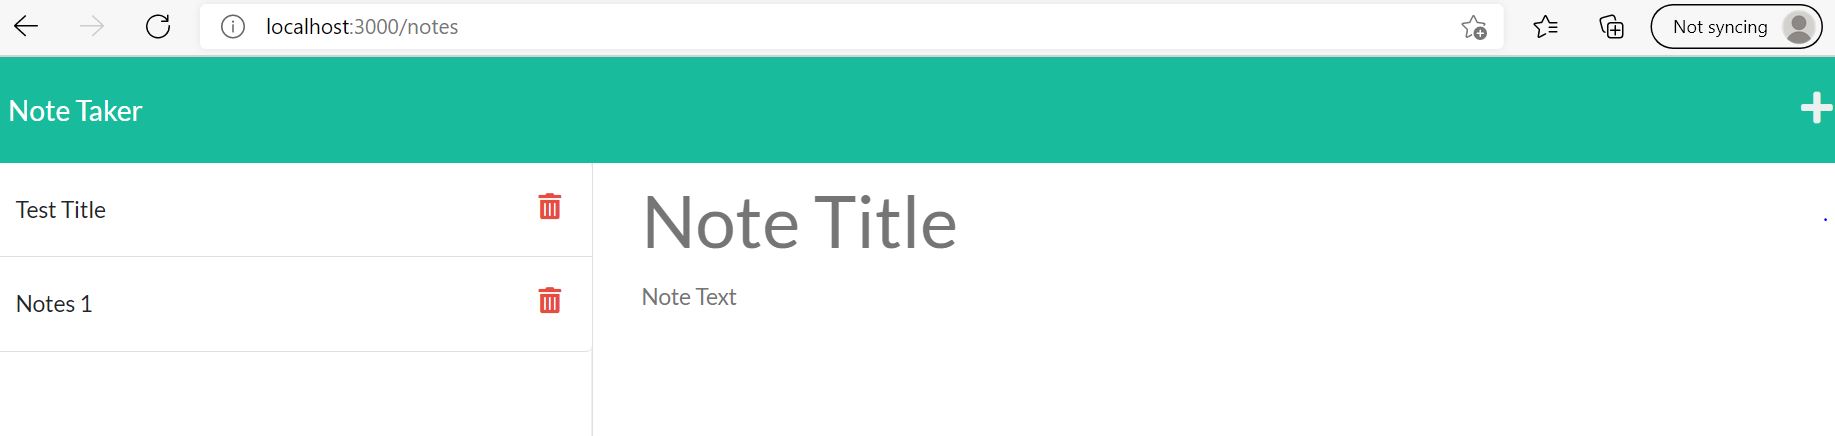 localhost:3000/notes
Not syncing
Note Taker
Test Title
Notes 1
Note Title
Note Text